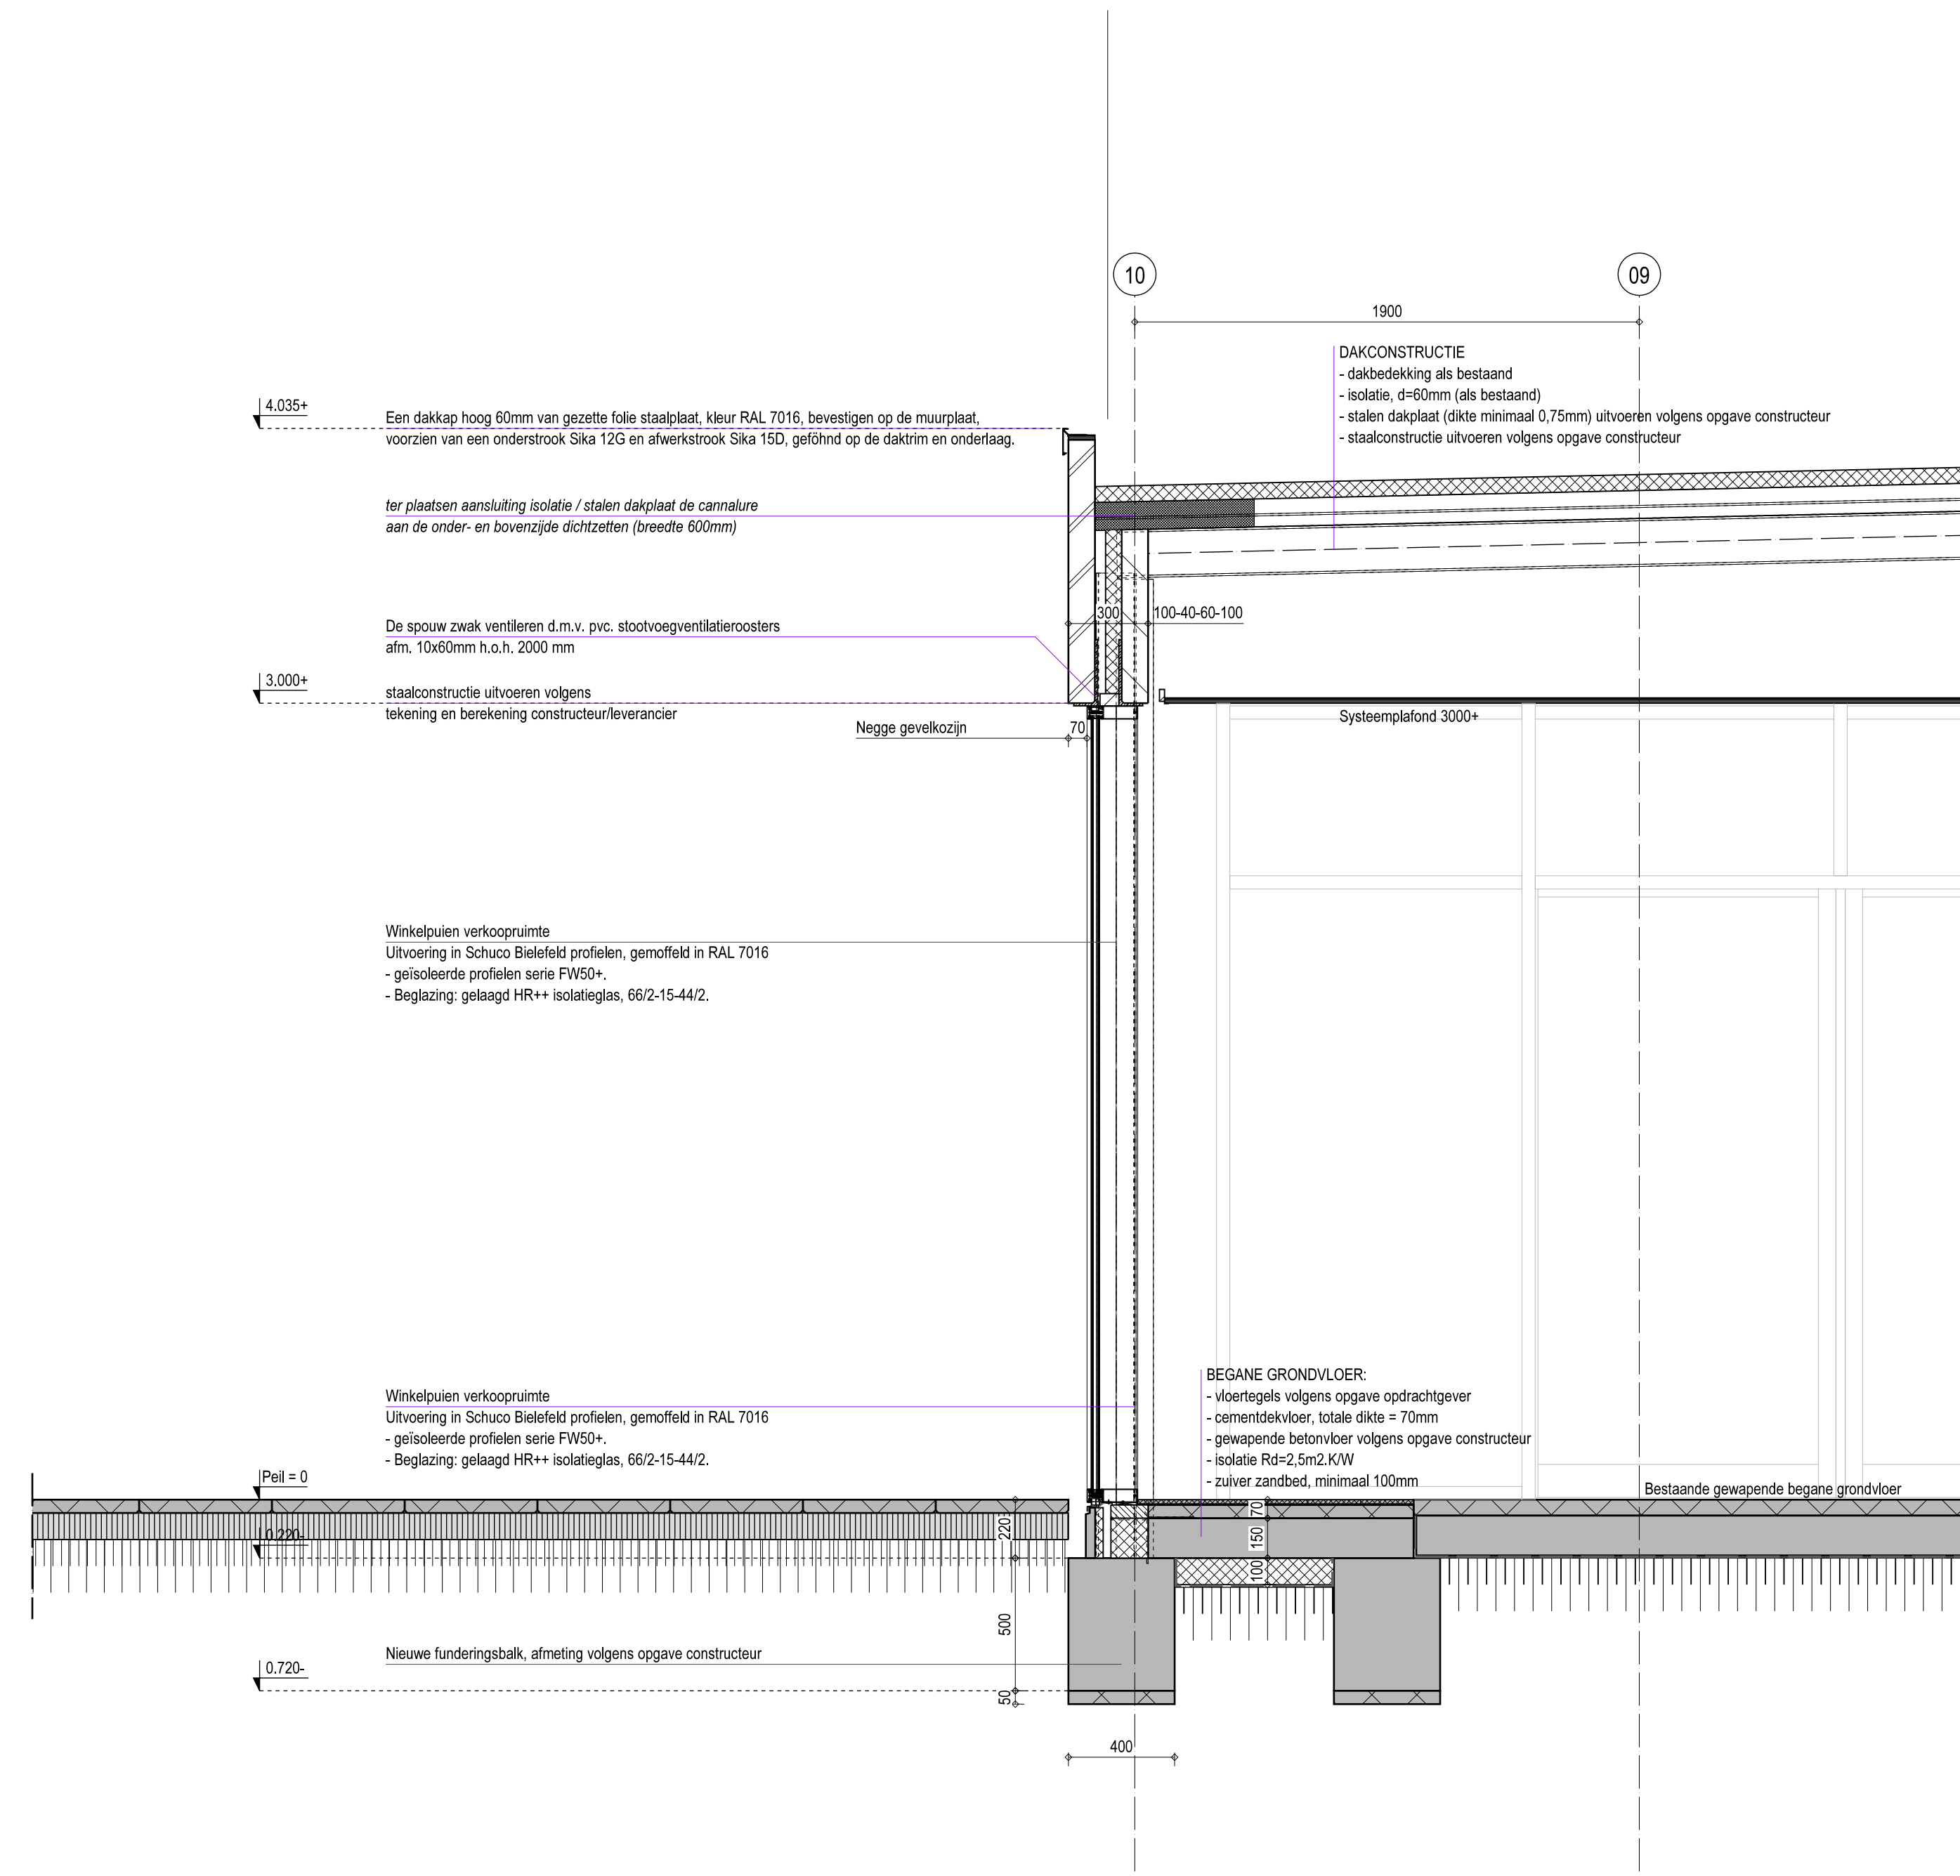 10
09
1900
DAKCONSTRUCTIE
- dakbedekking als bestaand
- isolatie, d=60mm (als bestaand)
- stalen dakplaat (dikte minimaal 0,75mm) uitvoeren volgens opgave constructeur
- staalconstructie uitvoeren volgens opgave constructeur
4.035+
Een dakkap hoog 60mm van gezette folie staalplaat, kleur RAL 7016, bevestigen op de muurplaat,
voorzien van een onderstrook Sika 12G en afwerkstrook Sika 15D, geföhnd op de daktrim en onderlaag.
ter plaatsen aansluiting isolatie / stalen dakplaat de cannalure
aan de onder- en bovenzijde dichtzetten (breedte 600mm)
300
100-40-60-100
De spouw zwak ventileren d.m.v. pvc. stootvoegventilatieroosters
afm. 10x60mm h.o.h. 2000 mm
3.000+
staalconstructie uitvoeren volgens
tekening en berekening constructeur/leverancier
Negge gevelkozijn
70
Systeemplafond 3000+
Winkelpuien verkoopruimte
Uitvoering in Schuco Bielefeld profielen, gemoffeld in RAL 7016
- geïsoleerde profielen serie FW50+.
- Beglazing: gelaagd HR++ isolatieglas, 66/2-15-44/2.
Winkelpuien verkoopruimte
Uitvoering in Schuco Bielefeld profielen, gemoffeld in RAL 7016
- geïsoleerde profielen serie FW50+.
- Beglazing: gelaagd HR++ isolatieglas, 66/2-15-44/2.
BEGANE GRONDVLOER:
- vloertegels volgens opgave opdrachtgever
- cementdekvloer, totale dikte = 70mm
- gewapende betonvloer volgens opgave constructeur
- isolatie Rd=2,5m2.K/W
- zuiver zandbed, minimaal 100mm
Peil = 0
Bestaande gewapende begane grondvloer
0.220-
220
70
150
100
500
Nieuwe funderingsbalk, afmeting volgens opgave constructeur
0.720-
50
400